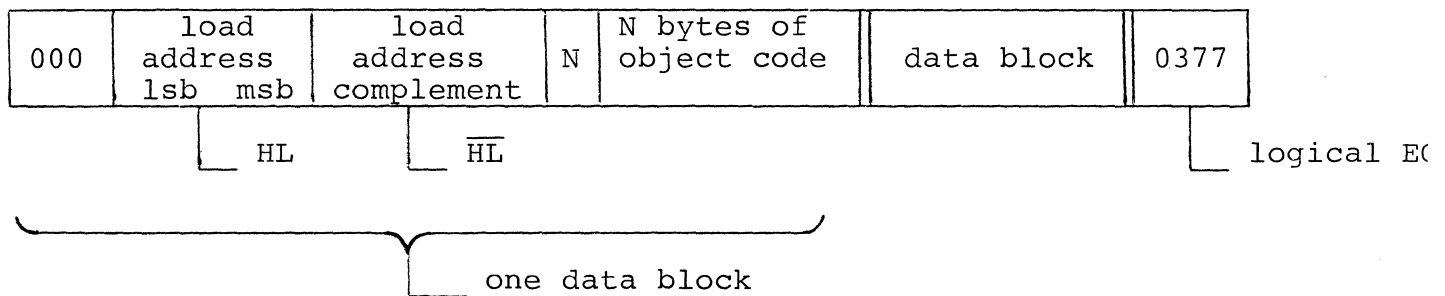 000
load
address
lsb msb
load
address
complement
N
N bytes of
object code
data block
0377
HL
H̅L̅
logical
one data block